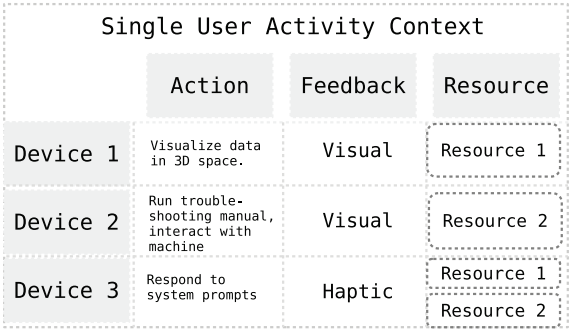 Single User Activity Context
Action Feedback Resource
Device 1
Visualize data
in 3D space.
Visual
Resource 1
Device 2
Run trouble-
shooting manual,
interact with
machine
Visual
Resource 2
Device 3
Respond to
system prompts
Haptic
Resource 1
Resource 2